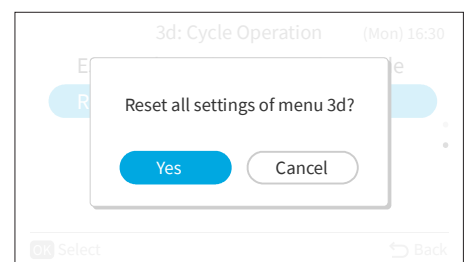 3d: Cycle Operation (Mon) 16:30
Reset all settings of menu 3d?
Yes Cancel
OK Select Back